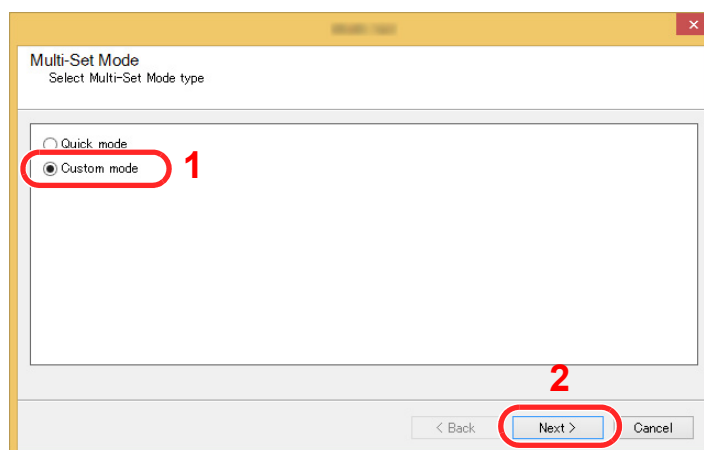 Multi-Set Mode
Select Multi-Set Mode type
Quick mode
Custom mode
1
2
< Back
Next >
Cancel